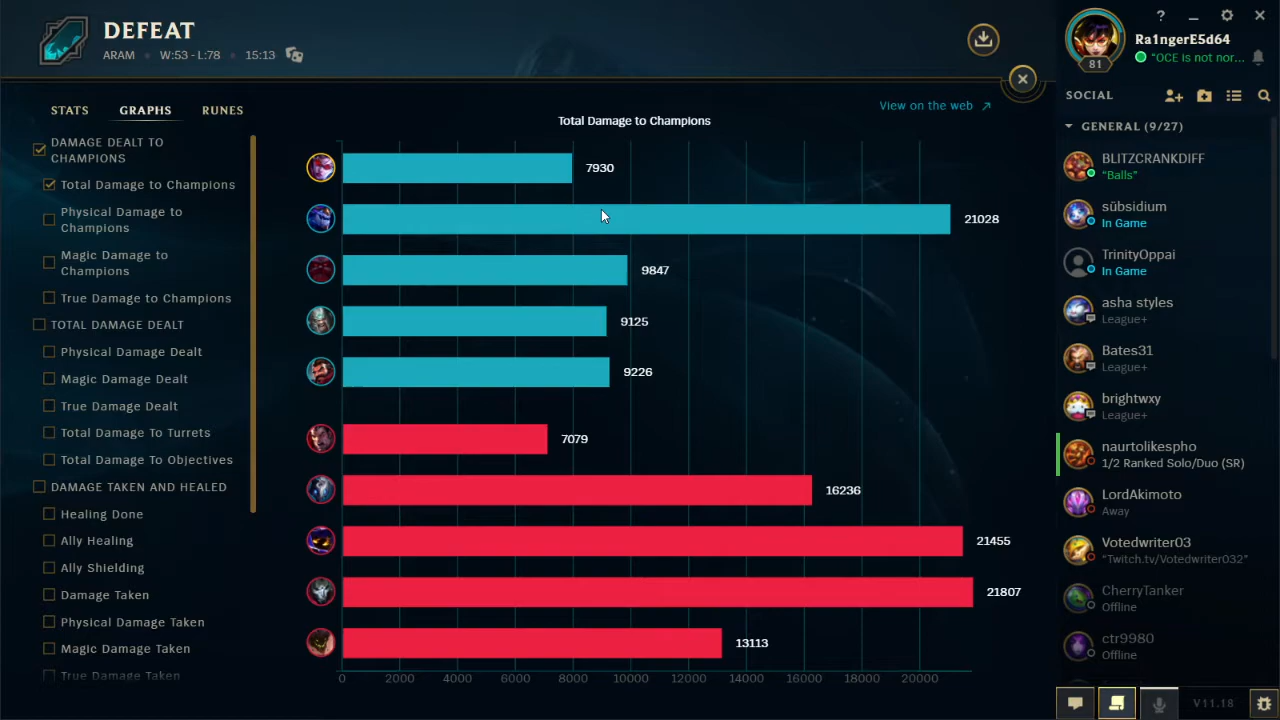 DEFEAT
ARAM • W:53 - L:78 • 15:13
STATS GRAPHS RUNES
View on the web
DAMAGE DEALT TO
CHAMPIONS
Total Damage to Champions
Physical Damage to
Champions
Magic Damage to
Champions
True Damage to Champions
TOTAL DAMAGE DEALT
Physical Damage Dealt
Magic Damage Dealt
True Damage Dealt
Total Damage To Turrets
Total Damage To Objectives
DAMAGE TAKEN AND HEALED
Healing Done
Ally Healing
Ally Shielding
Damage Taken
Physical Damage Taken
Magic Damage Taken
True Damage Taken
Total Damage to Champions
7930
21028
9847
9125
9226
7079
16236
21455
21807
13113
0 2000 4000 6000 8000 10000 12000 14000 16000 18000 20000
?
81
Ra1ngerE5d64
"OCE is not nor...
SOCIAL
GENERAL (9/27)
BLITZCRANKDIFF
"Balls"
sübsidium
In Game
TrinityOppai
In Game
asha styles
League+
Bates31
League+
brightwxy
League+
naurtolikespho
1/2 Ranked Solo/Duo (SR)
LordAkimoto
Away
Votedwriter03
"Twitch.tv/Votedwriter032"
CherryTanker
Offline
ctr9980
Offline
V11.18